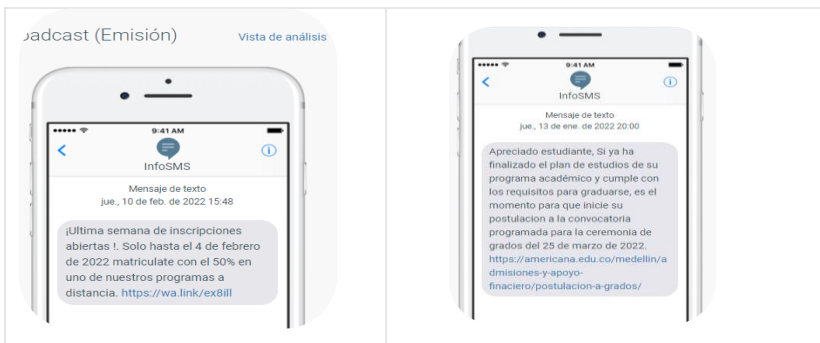 oadcast (Emisión)
Vista de análisis
9:41 AM
InfoSMS
Mensaje de texto
jue., 10 de feb. de 2022 15:48
¡Ultima semana de inscripciones
abiertas !. Solo hasta el 4 de febrero
de 2022 matriculate con el 50% en
uno de nuestros programas a
distancia. https://wa.link/ex8ill
9:41 AM
InfoSMS
Mensaje de texto
jue., 13 de ene. de 2022 20:00
Apreciado estudiante, Si ya ha
finalizado el plan de estudios de su
programa académico y cumple con
los requisitos para graduarse, es el
momento para que inicie su
postulacion a la convocatoria
programada para la ceremonia de
grados del 25 de marzo de 2022.
https://americana.edu.co/medellin/a
dmisiones-y-apoyo-
finaciero/postulacion-a-grados/